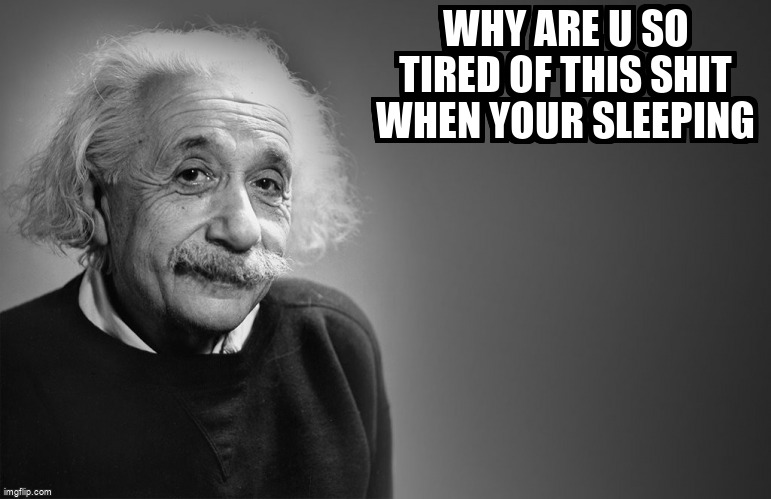 WHY ARE U SO
TIRED OF THIS SHIT
WHEN YOUR SLEEPING
imgflip.com